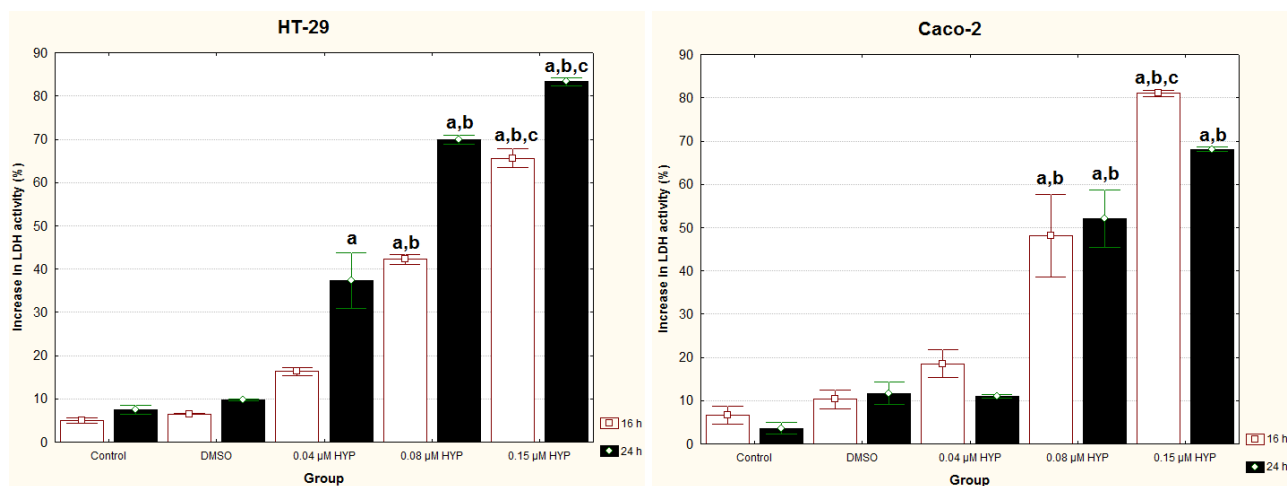 HT-29
Increase in LDH activity (%)
90
80
70
60
50
40
30
20
10
0
a
a,b
a,b
a,b,c
a,b,c
Control
DMSO
0.04 µM HYP
0.08 µM HYP
0.15 µM HYP
Group
16 h
24 h
Caco-2
Increase in LDH activity (%)
90
80
70
60
50
40
30
20
10
0
a,b
a,b
a,b,c
a,b
Control
DMSO
0.04 µM HYP
0.08 µM HYP
0.15 µM HYP
Group
16 h
24 h